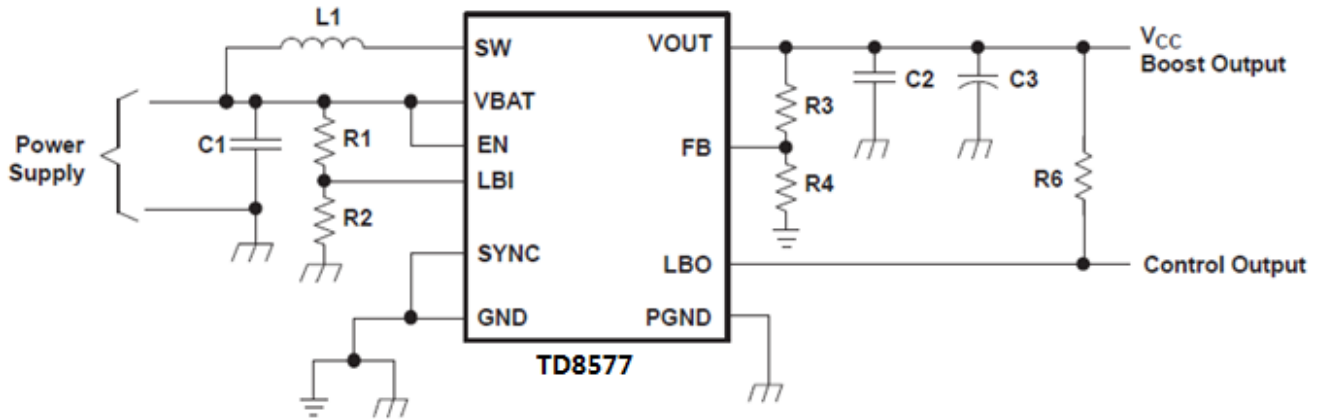 L1
SW
VOUT
V_CC
Boost Output
C2
C3
R3
VBAT
Power
Supply
C1
R1
EN
FB
LBI
R4
R6
R2
SYNC
LBO
Control Output
GND
PGND
TD8577